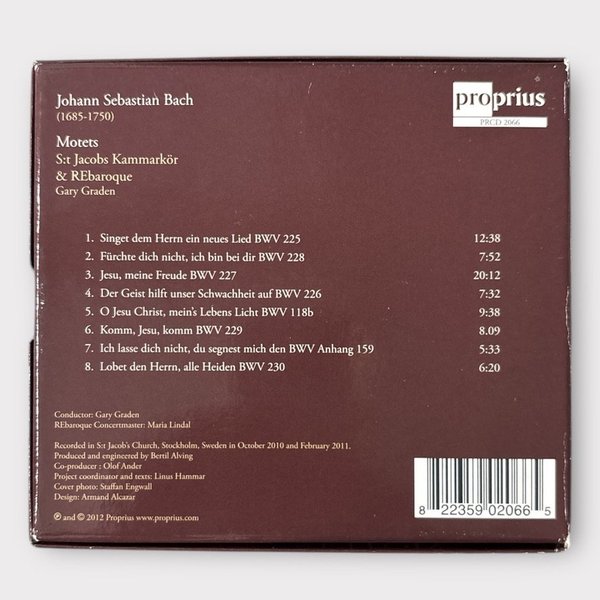 Johann Sebastian Bach
(1685-1750)
proprius
PRCD 2066
Motets
S:t Jacobs Kammarkör
& REbaroque
Gary Graden
1. Singet dem Herrn ein neues Lied BWV 225 12:38
2. Fürchte dich nicht, ich bin bei dir BWV 228 7:52
3. Jesu, meine Freude BWV 227 20:12
4. Der Geist hilft unser Schwachheit auf BWV 226 7:32
5. O Jesu Christ, mein's Lebens Licht BWV 118b 9:38
6. Komm, Jesu, komm BWV 229 8.09
7. Ich lasse dich nicht, du segnest mich den BWV Anhang 159 5:33
8. Lobet den Herrn, alle Heiden BWV 230 6:20
Conductor: Gary Graden
REbaroque Concertmaster: Maria Lindal
Recorded in S:t Jacob's Church, Stockholm, Sweden in October 2010 and February 2011.
Produced and engineered by Bertil Alving
Co-producer : Olof Ander
Project coordinator and texts: Linus Hammar
Cover photo: Staffan Engwall
Design: Armand Alcazar
℗ and © 2012 Proprius www.proprius.com
8 22359 02066 5